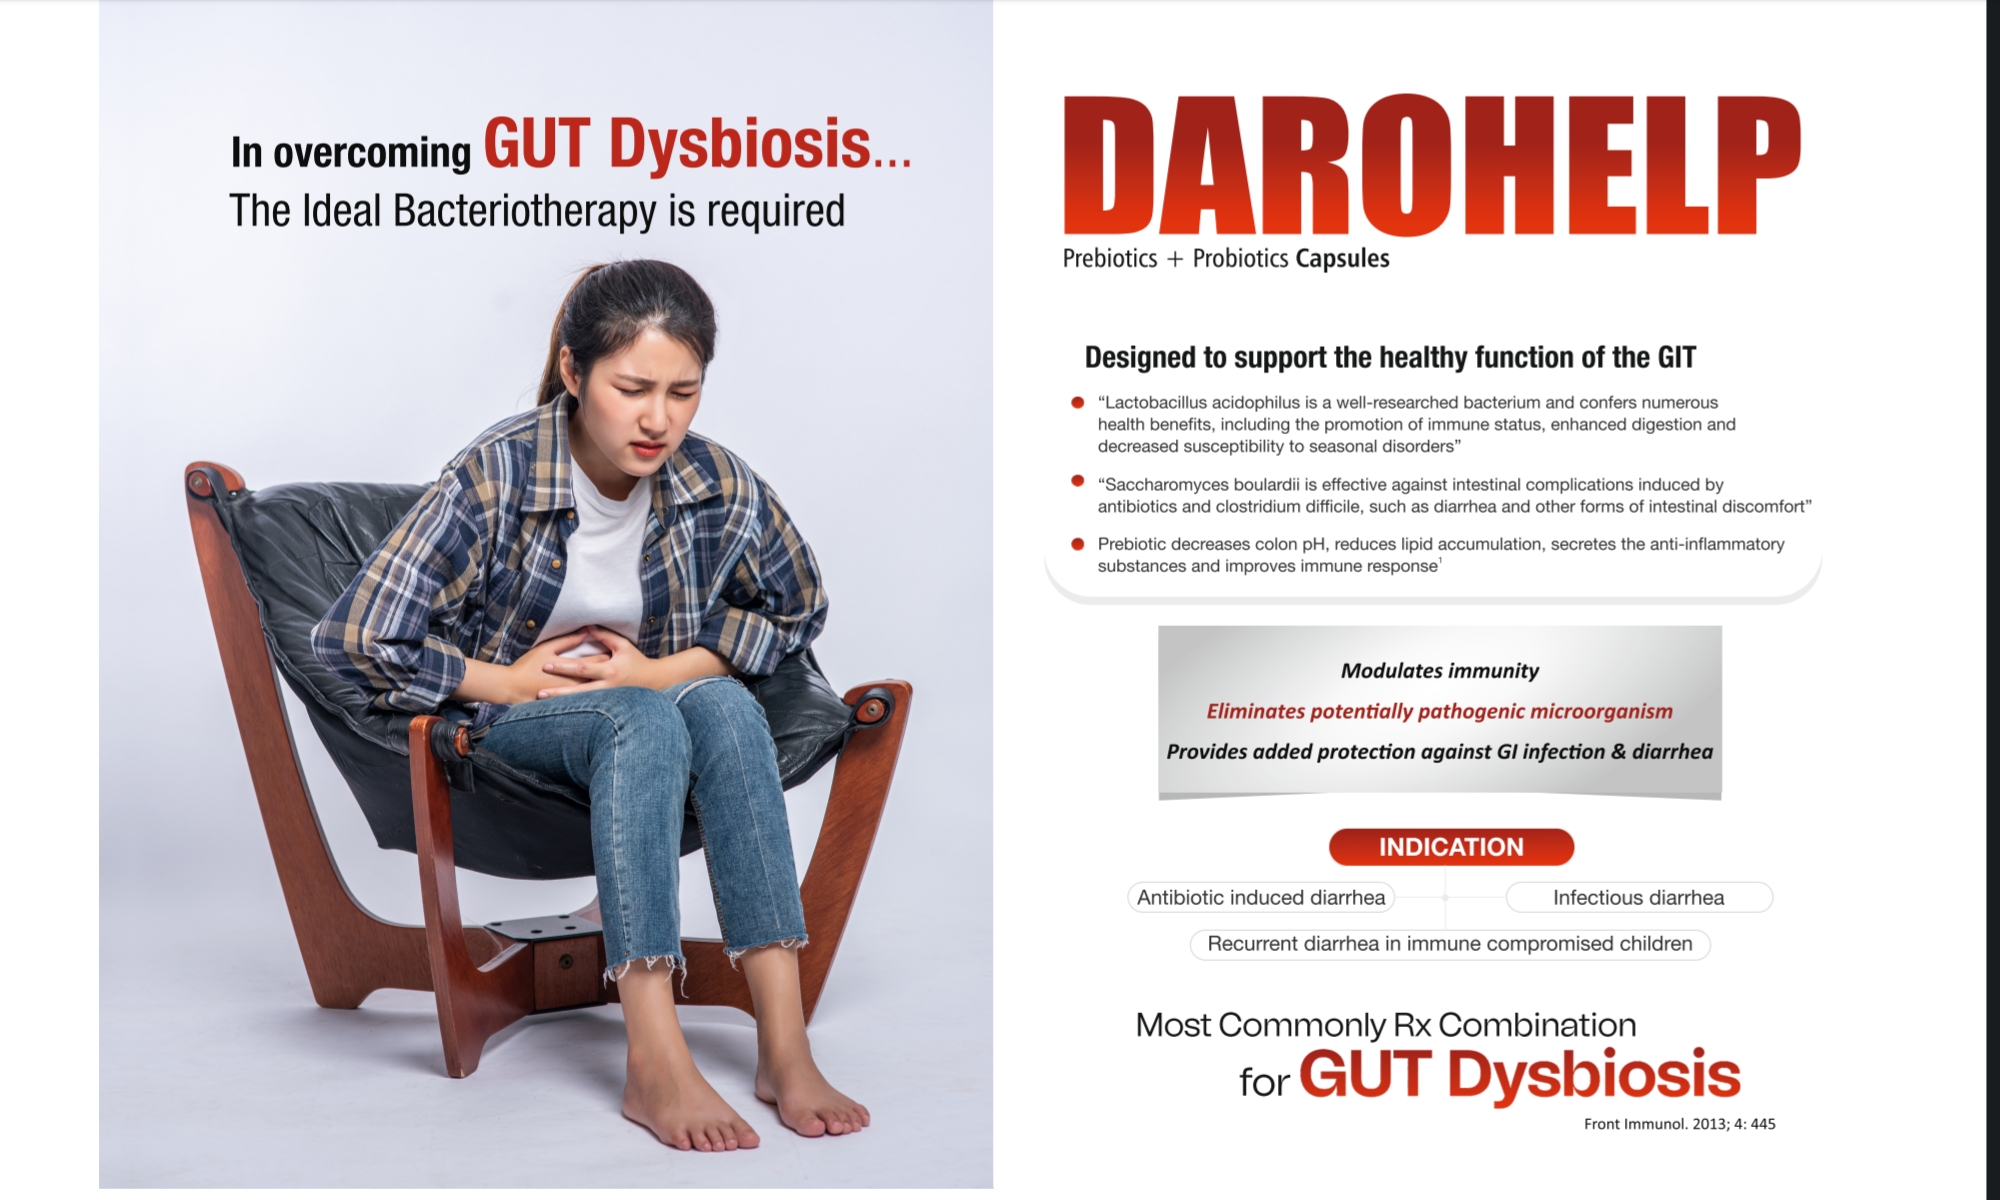 In overcoming GUT Dysbiosis...
The Ideal Bacteriotherapy is required
DAROHELP
Prebiotics + Probiotics Capsules
Designed to support the healthy function of the GIT
“Lactobacillus acidophilus is a well-researched bacterium and confers numerous
health benefits, including the promotion of immune status, enhanced digestion and
decreased susceptibility to seasonal disorders”
“Saccharomyces boulardii is effective against intestinal complications induced by
antibiotics and clostridium difficile, such as diarrhea and other forms of intestinal discomfort”
Prebiotic decreases colon pH, reduces lipid accumulation, secretes the anti-inflammatory
substances and improves immune response¹
Modulates immunity
Eliminates potentially pathogenic microorganism
Provides added protection against GI infection & diarrhea
INDICATION
Antibiotic induced diarrhea
Infectious diarrhea
Recurrent diarrhea in immune compromised children
Most Commonly Rx Combination
for GUT Dysbiosis
Front Immunol. 2013; 4: 445